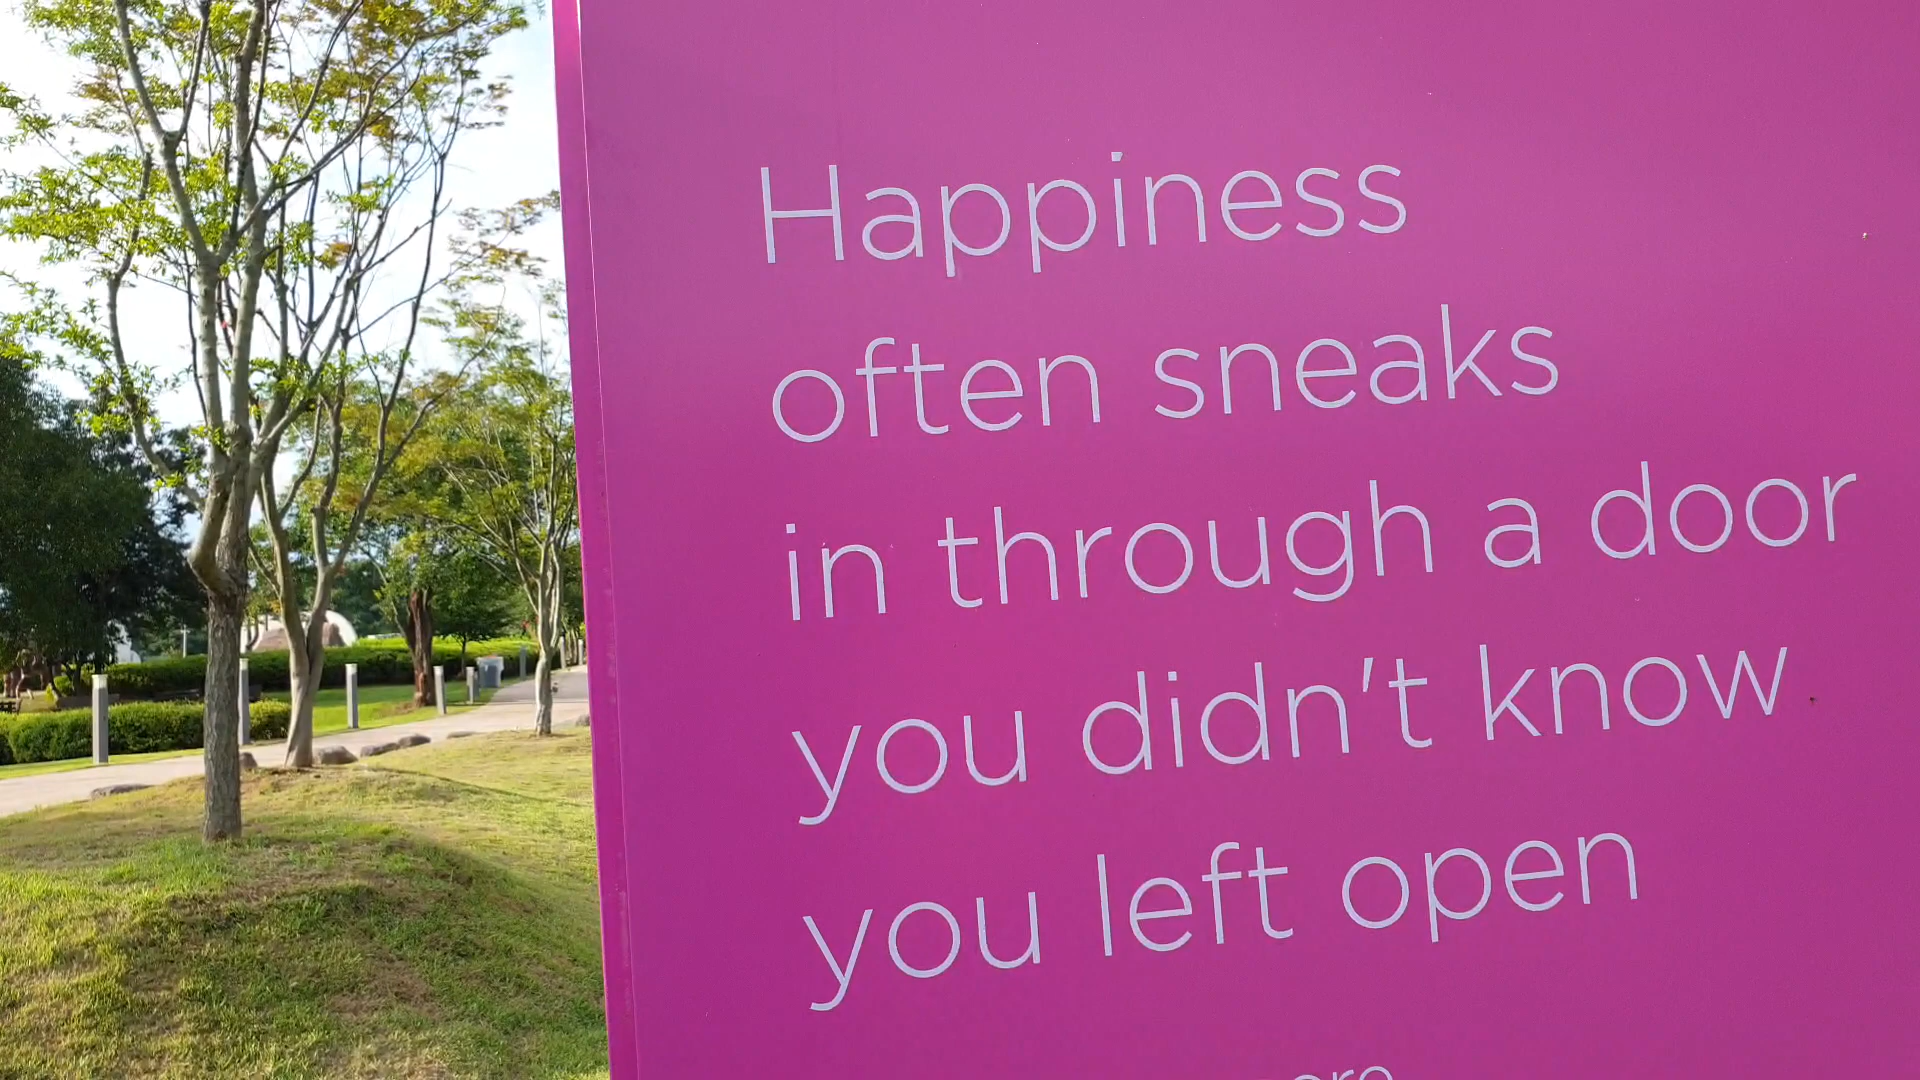 Happiness
often sneaks
in through a door
you didn't know
you left open